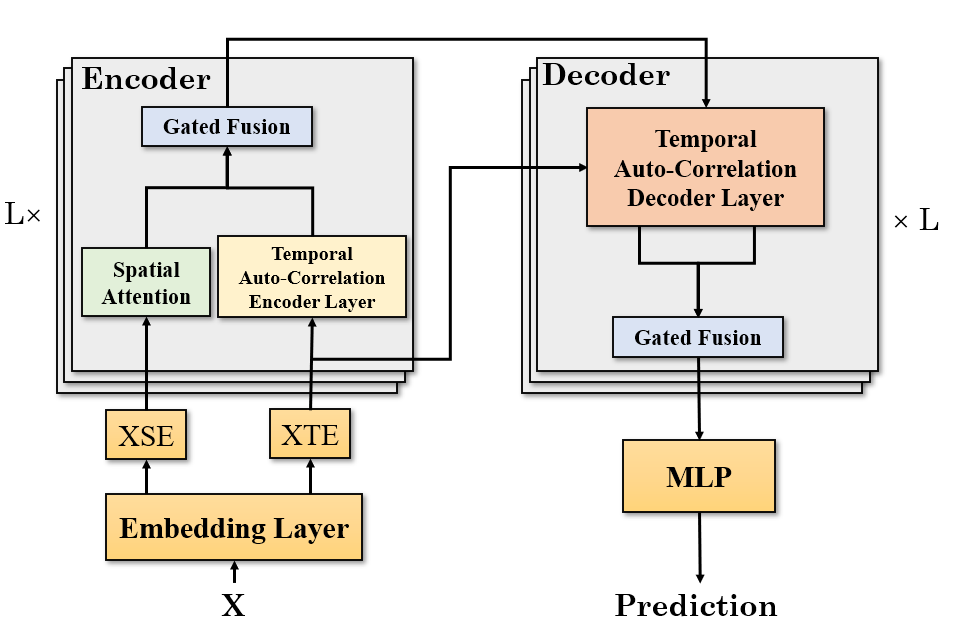 Encoder
Gated Fusion
L×
Spatial
Attention
Temporal
Auto-Correlation
Encoder Layer
XSE
XTE
Embedding Layer
X
Decoder
Temporal
Auto-Correlation
Decoder Layer
× L
Gated Fusion
MLP
Prediction